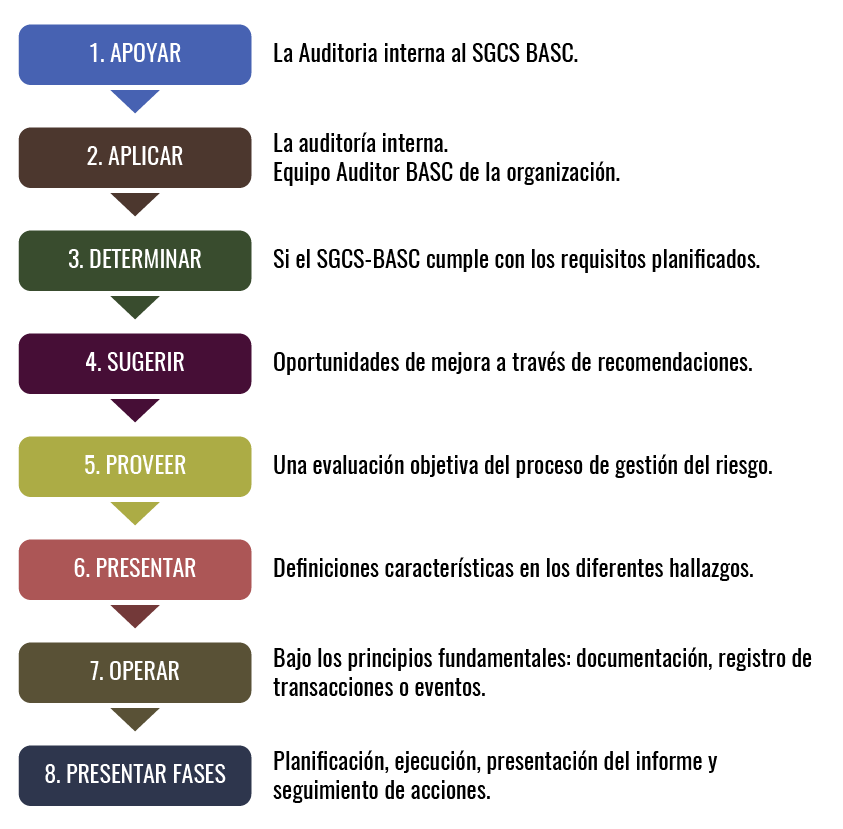 1. APOYAR
La Auditoria interna al SGCS BASC.
2. APLICAR
La auditoría interna.
Equipo Auditor BASC de la organización.
3. DETERMINAR
Si el SGCS-BASC cumple con los requisitos planificados.
4. SUGERIR
Oportunidades de mejora a través de recomendaciones.
5. PROVEER
Una evaluación objetiva del proceso de gestión del riesgo.
6. PRESENTAR
Definiciones características en los diferentes hallazgos.
7. OPERAR
Bajo los principios fundamentales: documentación, registro de
transacciones o eventos.
8. PRESENTAR FASES
Planificación, ejecución, presentación del informe y
seguimiento de acciones.